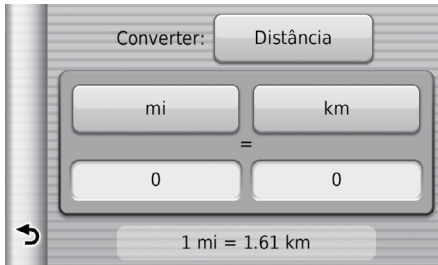 Converter: Distância
mi km
=
0 0
1 mi = 1.61 km